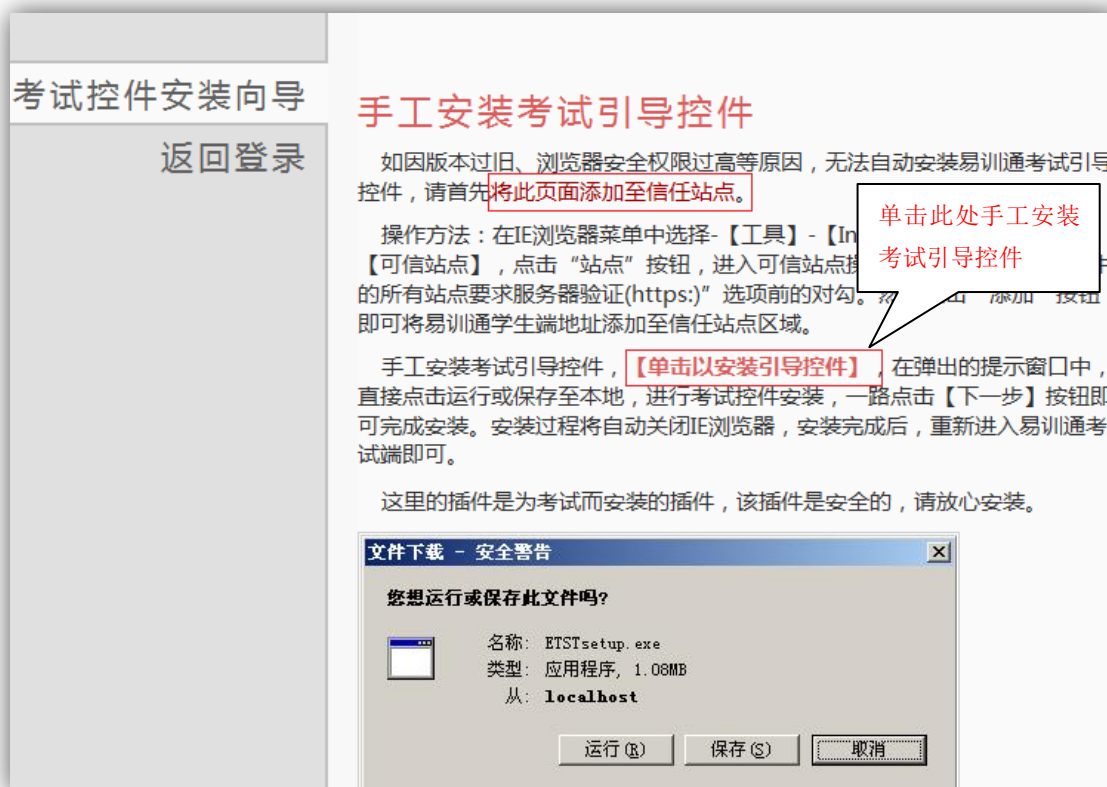 考试控件安装向导
返回登录
手工安装考试引导控件
如因版本过旧、浏览器安全权限过高等原因，无法自动安装易训通考试引导
控件，请首先将此页面添加至信任站点。
单击此处手工安装
考试引导控件
操作方法：在IE浏览器菜单中选择-【工具】-【In
【可信站点】，点击“站点”按钮，进入可信站点
的所有站点要求服务器验证(https:)”选项前的对勾。然 击“添加”按钮
即可将易训通学生端地址添加至信任站点区域。
手工安装考试引导控件，【单击以安装引导控件】，在弹出的提示窗口中，
直接点击运行或保存至本地，进行考试控件安装，一路点击【下一步】按钮即
可完成安装。安装过程将自动关闭IE浏览器，安装完成后，重新进入易训通考
试端即可。
这里的插件是为考试而安装的插件，该插件是安全的，请放心安装。
文件下载 - 安全警告
您想运行或保存此文件吗?
名称: ETSTsetup.exe
类型: 应用程序, 1.08MB
从: localhost
运行(R) 保存(S) 取消